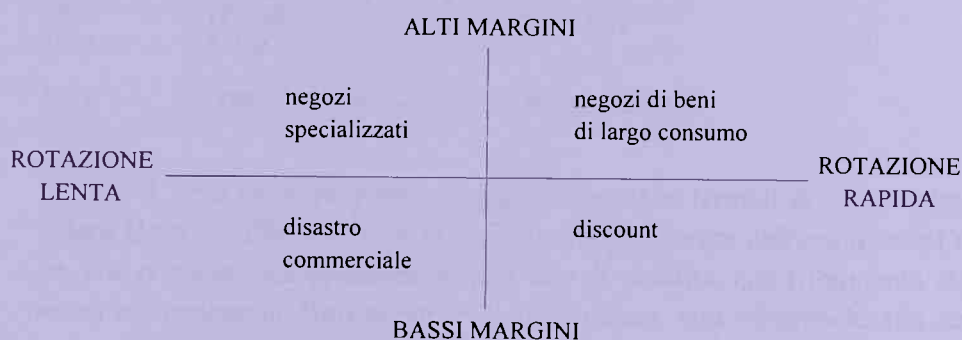 ALTI MARGINI
negozi
specializzati
negozi di beni
di largo consumo
ROTAZIONE
LENTA
ROTAZIONE
RAPIDA
disastro
commerciale
discount
BASSI MARGINI